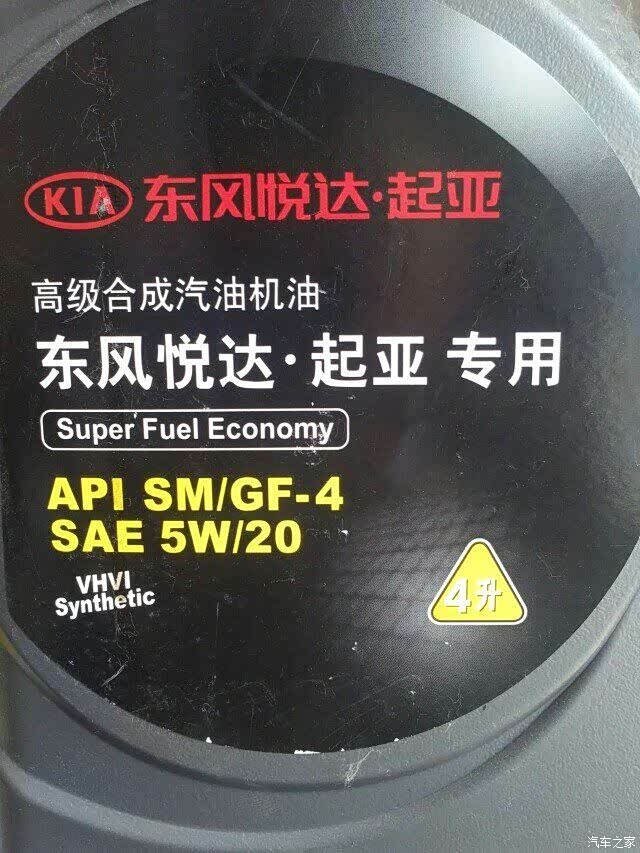 KIA 东风悦达·起亚
高级合成汽油机油
东风悦达·起亚 专用
Super Fuel Economy
API SM/GF-4
SAE 5W/20
VHVI
Synthetic
4升
汽车之家